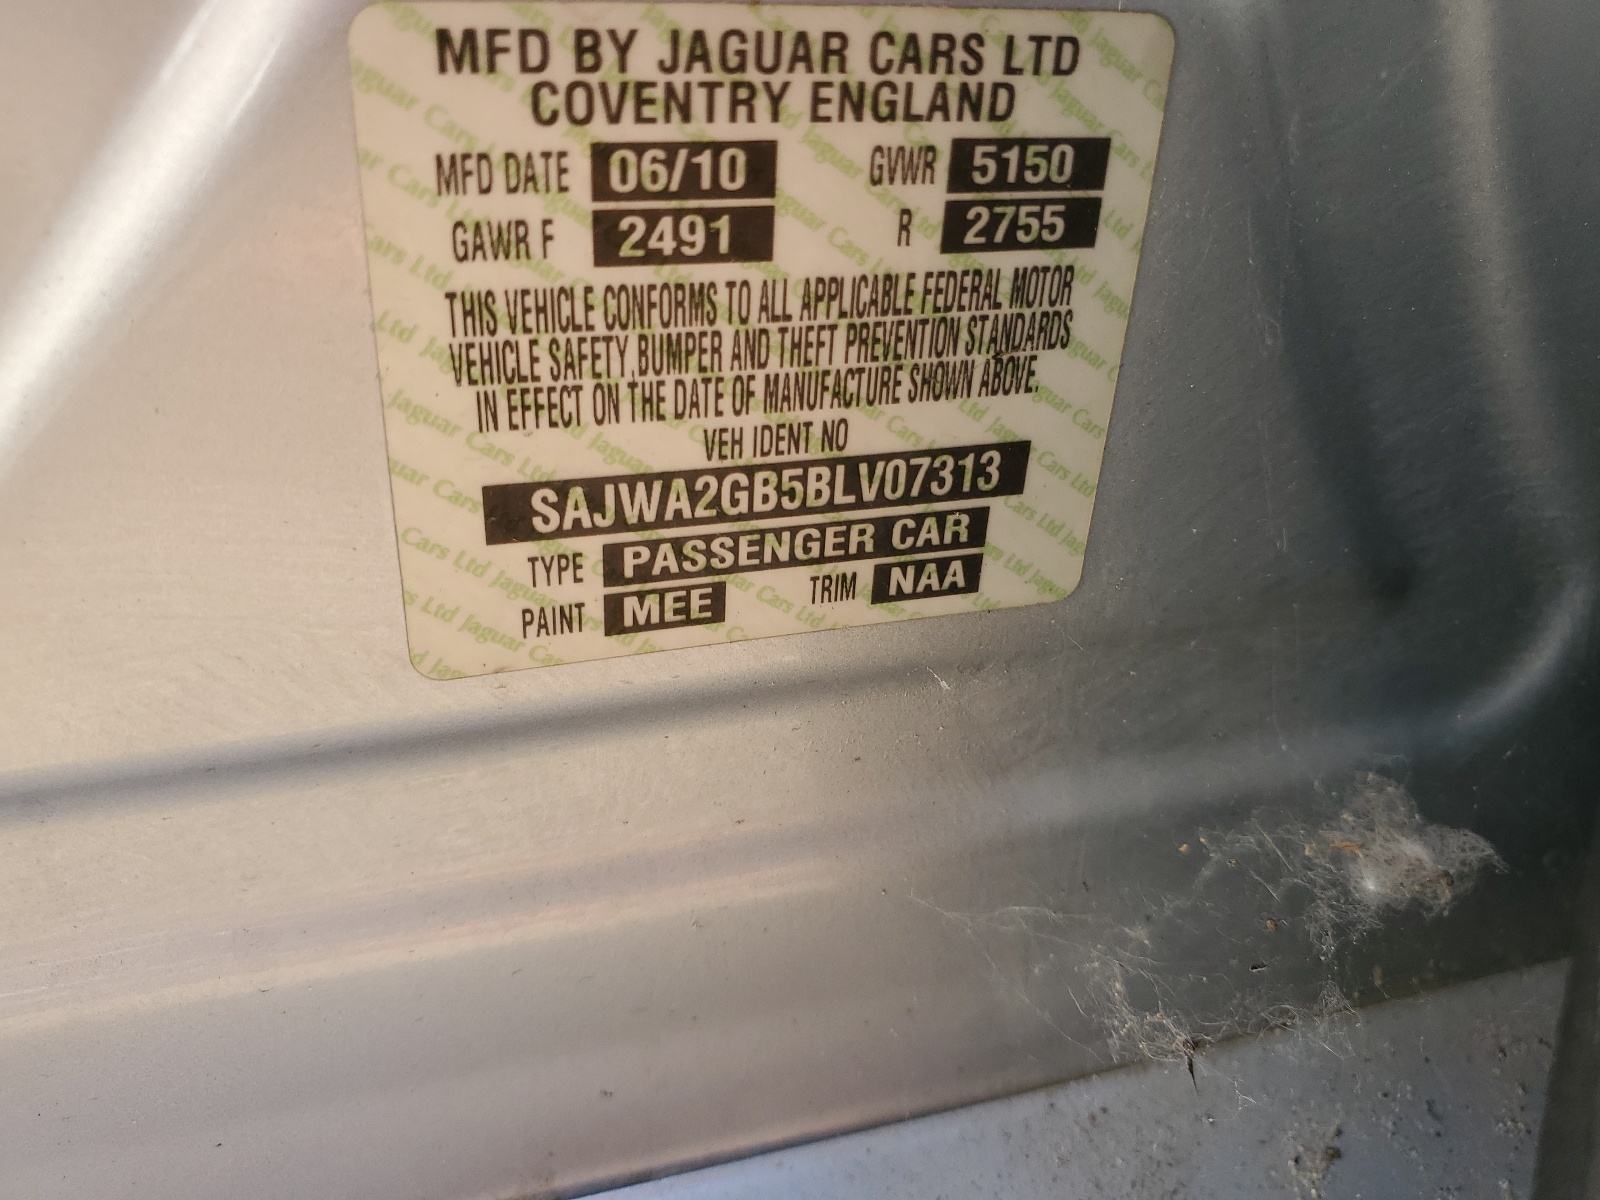 MFD BY JAGUAR CARS LTD
COVENTRY ENGLAND
MFD DATE 06/10 GVWR 5150
GAWR F 2491 R 2755
THIS VEHICLE CONFORMS TO ALL APPLICABLE FEDERAL MOTOR
VEHICLE SAFETY, BUMPER AND THEFT PREVENTION STANDARDS
IN EFFECT ON THE DATE OF MANUFACTURE SHOWN ABOVE.
VEH IDENT NO
SAJWA2GB5BLV07313
TYPE PASSENGER CAR
PAINT MEE TRIM NAA